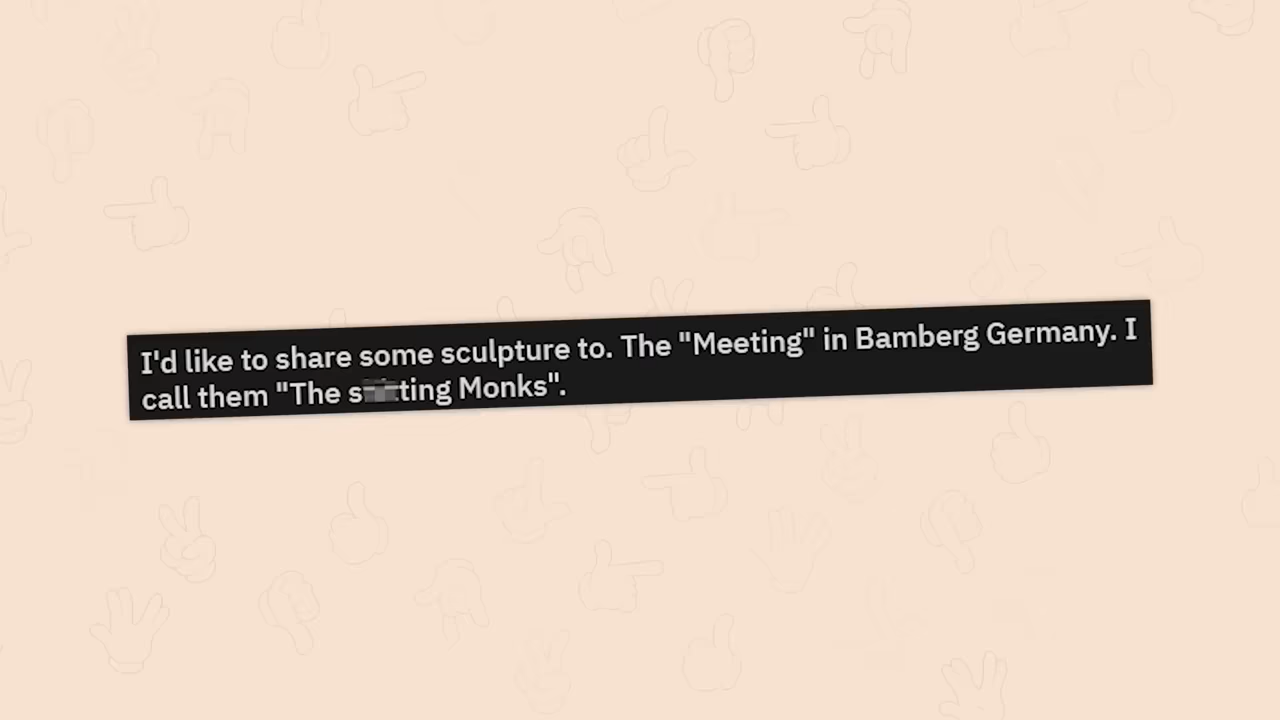 I'd like to share some sculpture to. The "Meeting" in Bamberg Germany. I
call them "The Monks".